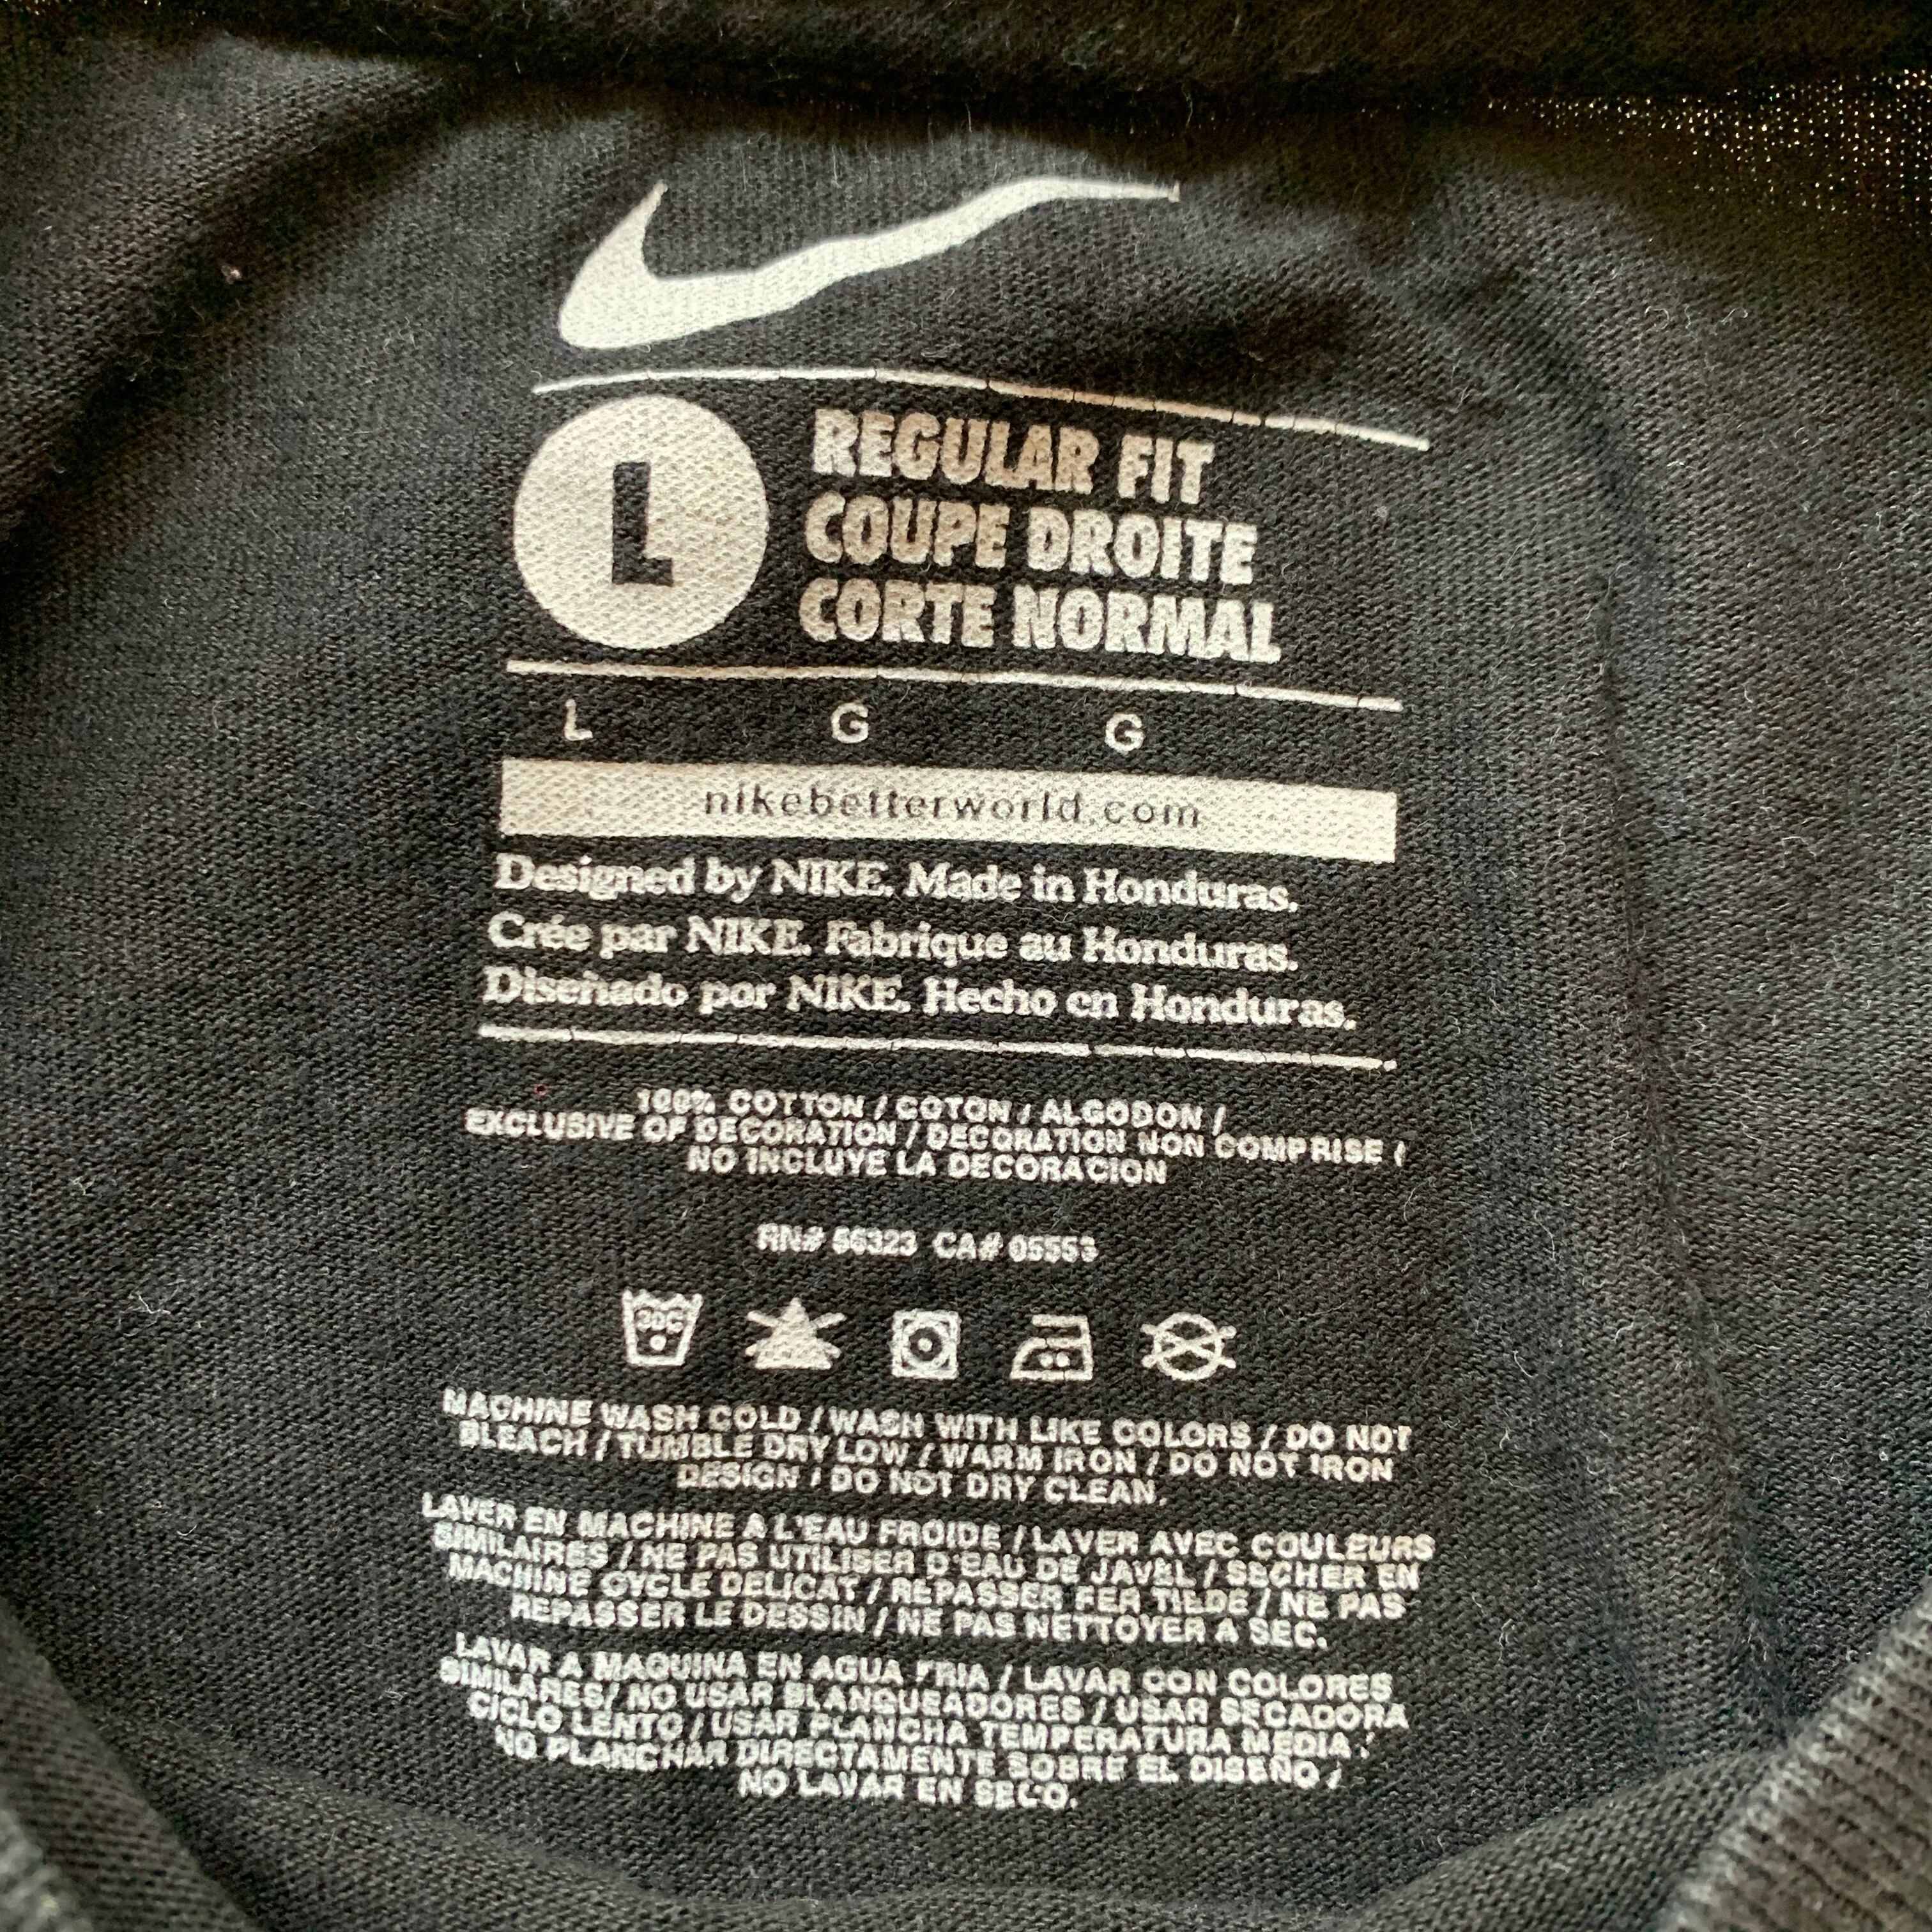 L
REGULAR FIT
COUPE DROITE
CORTE NORMAL
L G G
nikebetterworld.com
Designed by NIKE. Made in Honduras.
Crée par NIKE. Fabrique au Honduras.
Diseñado por NIKE. Hecho en Honduras.
100% COTTON / COTON / ALGODON /
EXCLUSIVE OF DECORATION / DECORATION NON COMPRISE /
NO INCLUYE LA DECORACION
RN# 56323 CA# 05553
30C
MACHINE WASH COLD / WASH WITH LIKE COLORS / DO NOT
BLEACH / TUMBLE DRY LOW / WARM IRON / DO NOT IRON
DESIGN / DO NOT DRY CLEAN.
LAVER EN MACHINE A L'EAU FROIDE / LAVER AVEC COULEURS
SIMILAIRES / NE PAS UTILISER D'EAU DE JAVEL / SECHER EN
MACHINE CYCLE DELICAT / REPASSER FER TIEDE / NE PAS
REPASSER LE DESSIN / NE PAS NETTOYER A SEC.
LAVAR A MAQUINA EN AGUA FRIA / LAVAR CON COLORES
SIMILARES/ NO USAR BLANQUEADORES / USAR SECADORA
CICLO LENTO / USAR PLANCHA TEMPERATURA MEDIA /
NO PLANCHAR DIRECTAMENTE SOBRE EL DISEÑO /
NO LAVAR EN SECO.